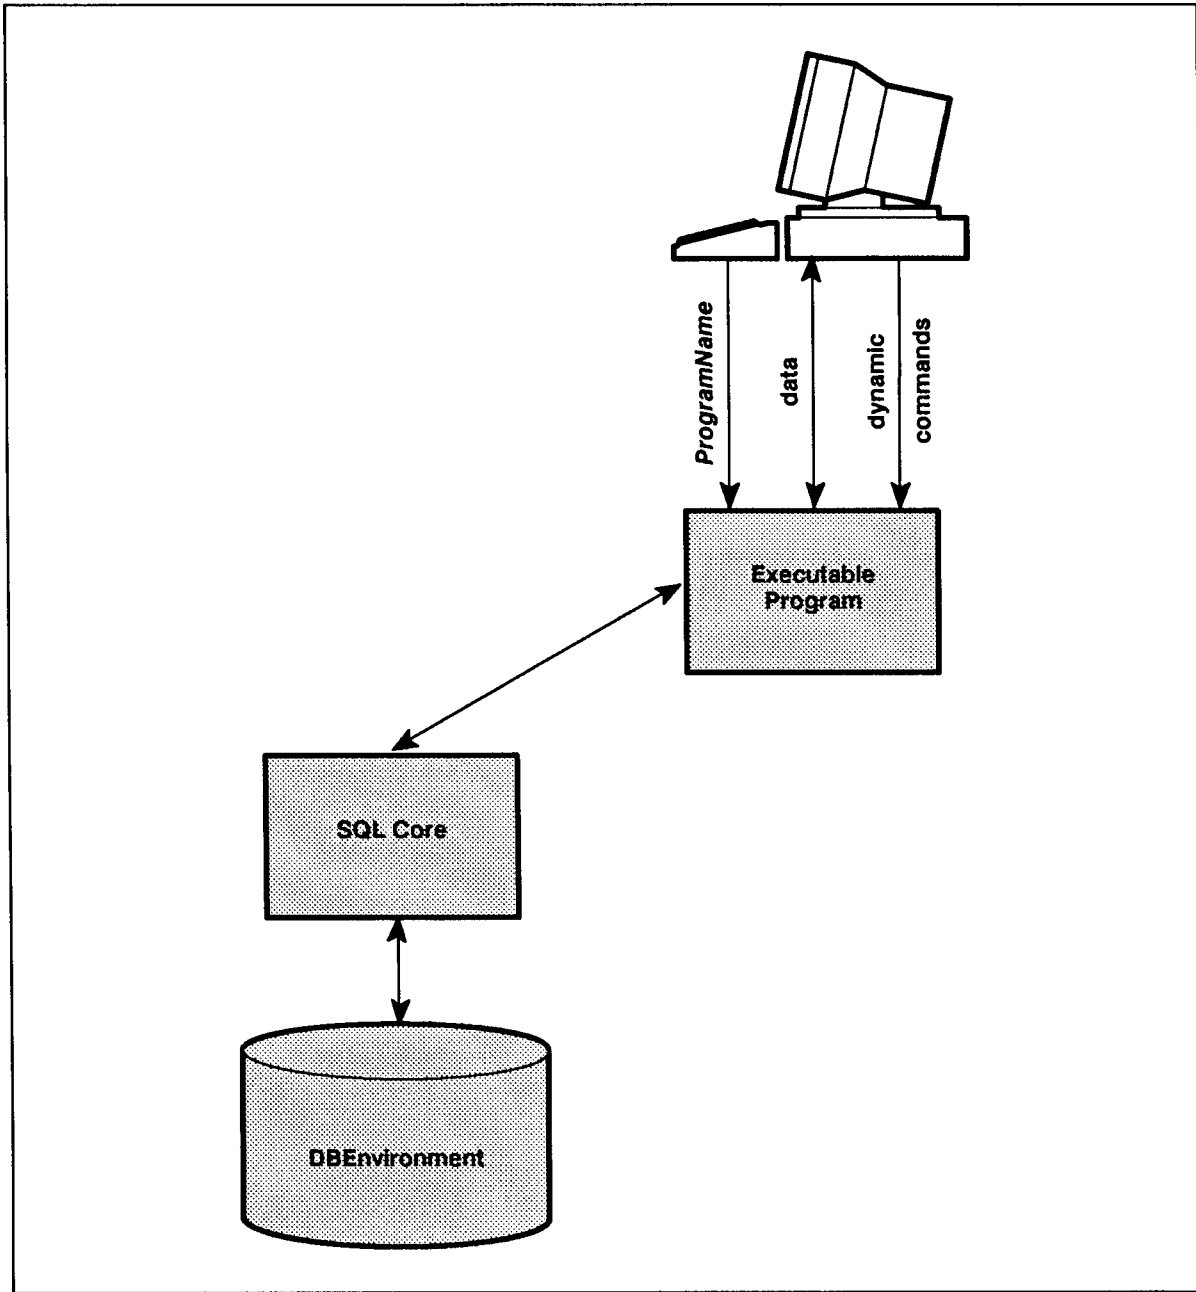 ProgramName
data
dynamic
commands
Executable
Program
SQL Core
DBEnvironment